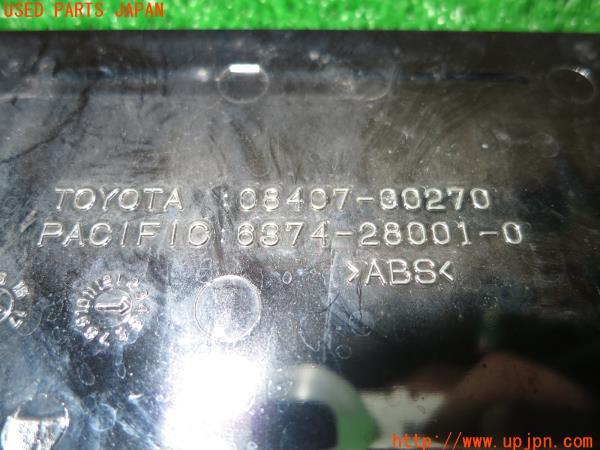 USED PARTS JAPAN
TOYOTA :08407-30270
PACIFIC:6374-28001-0
>ABS<
http://www.upjpn.com/